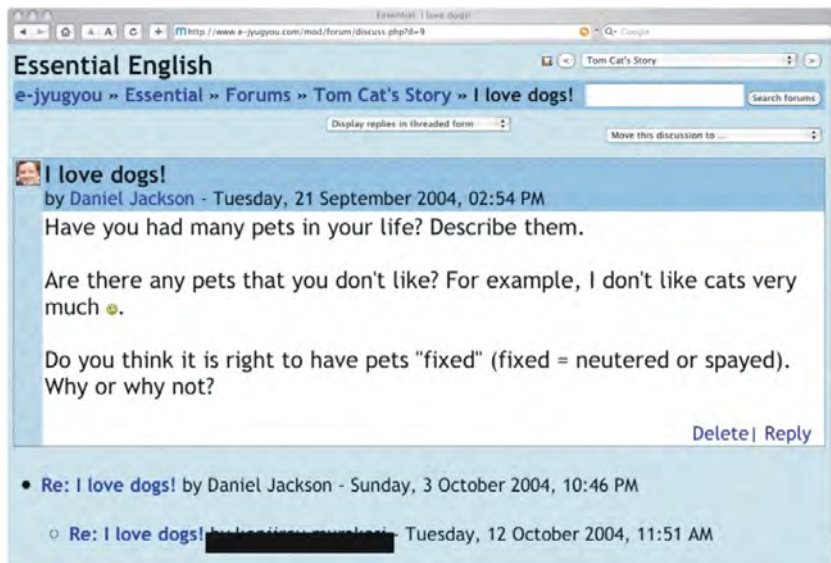 Essential: I love dogs!
http://www.e-jyugyou.com/mod/forum/discuss.php?d=9
Google
Essential English
Tom Cat's Story
e-jyugyou » Essential » Forums » Tom Cat's Story » I love dogs!
Search forums
Display replies in threaded form
Move this discussion to ...
I love dogs!
by Daniel Jackson - Tuesday, 21 September 2004, 02:54 PM
Have you had many pets in your life? Describe them.
Are there any pets that you don't like? For example, I don't like cats very
much .
Do you think it is right to have pets "fixed" (fixed = neutered or spayed).
Why or why not?
Delete| Reply
Re: I love dogs! by Daniel Jackson - Sunday, 3 October 2004, 10:46 PM
Re: I love dogs! - Tuesday, 12 October 2004, 11:51 AM